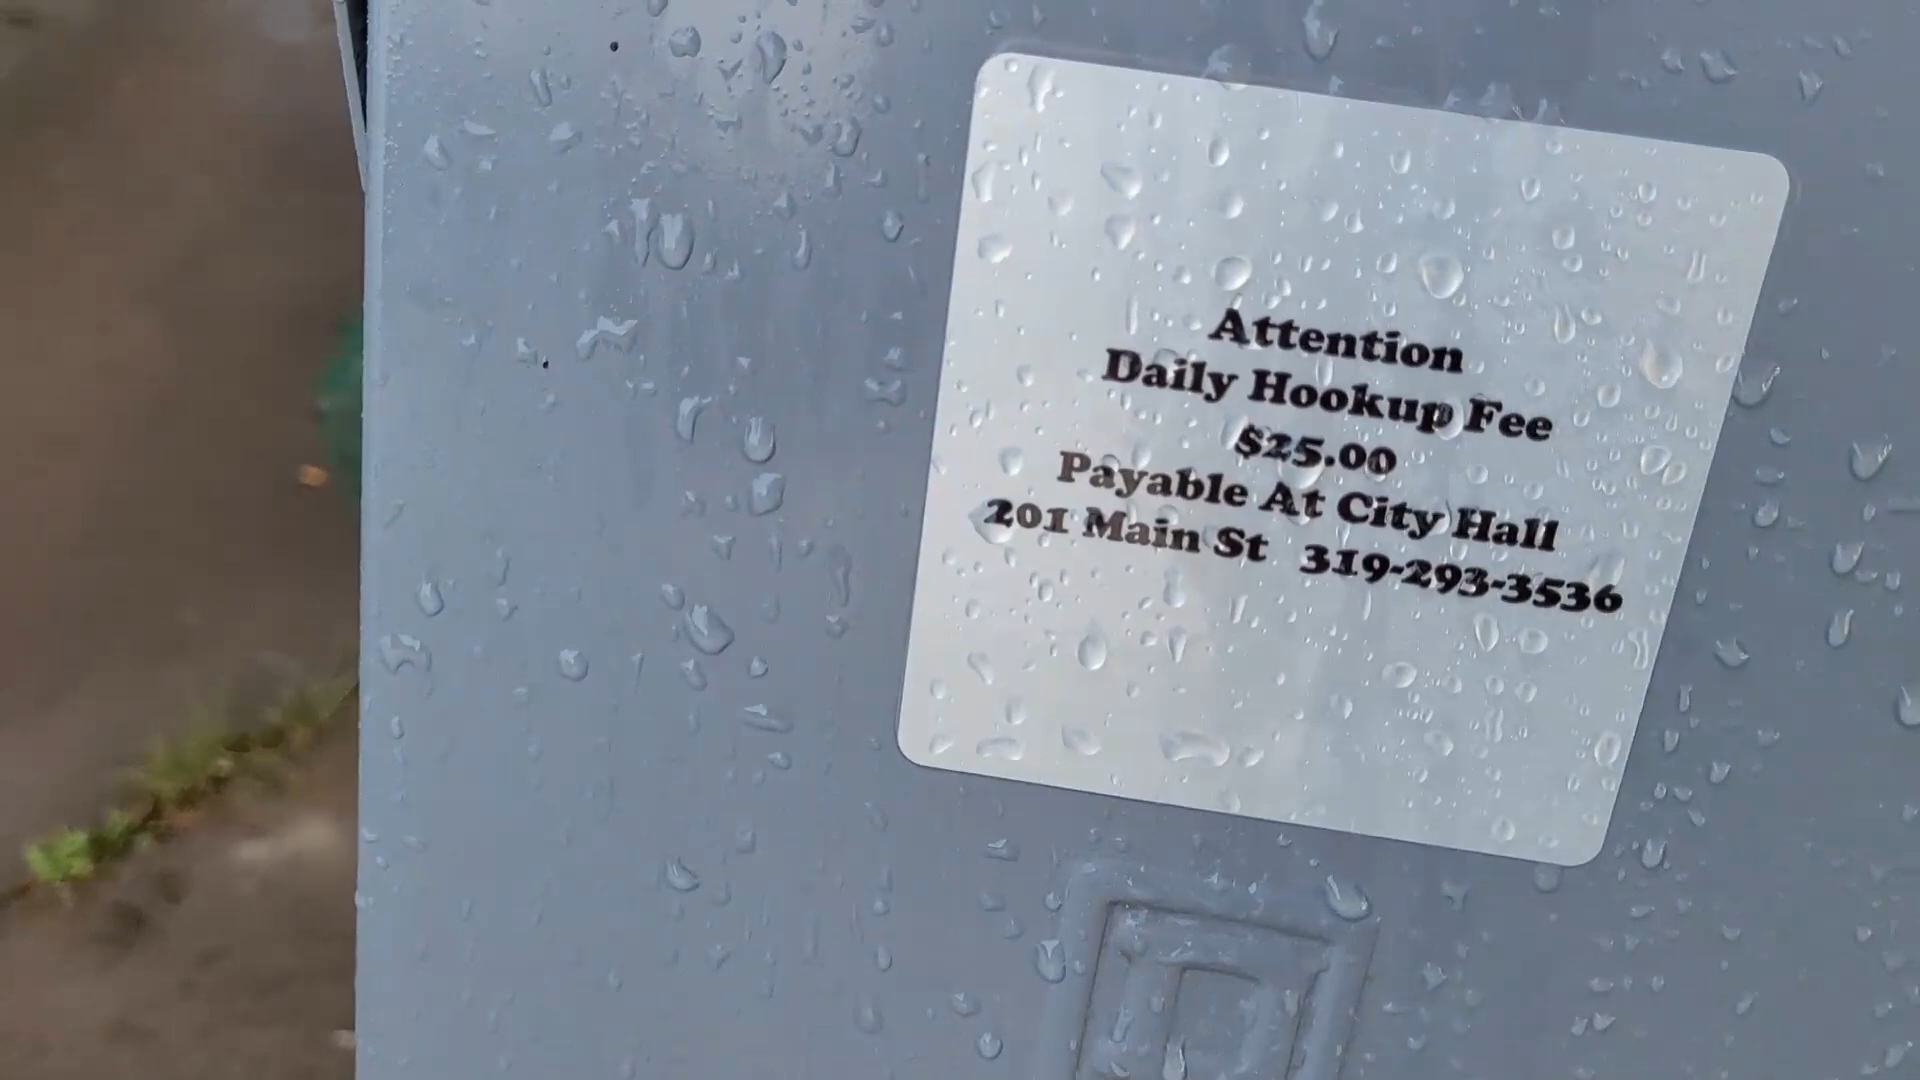 Attention
Daily Hookup Fee
$25.00
Payable At City Hall
201 Main St 319-293-3536